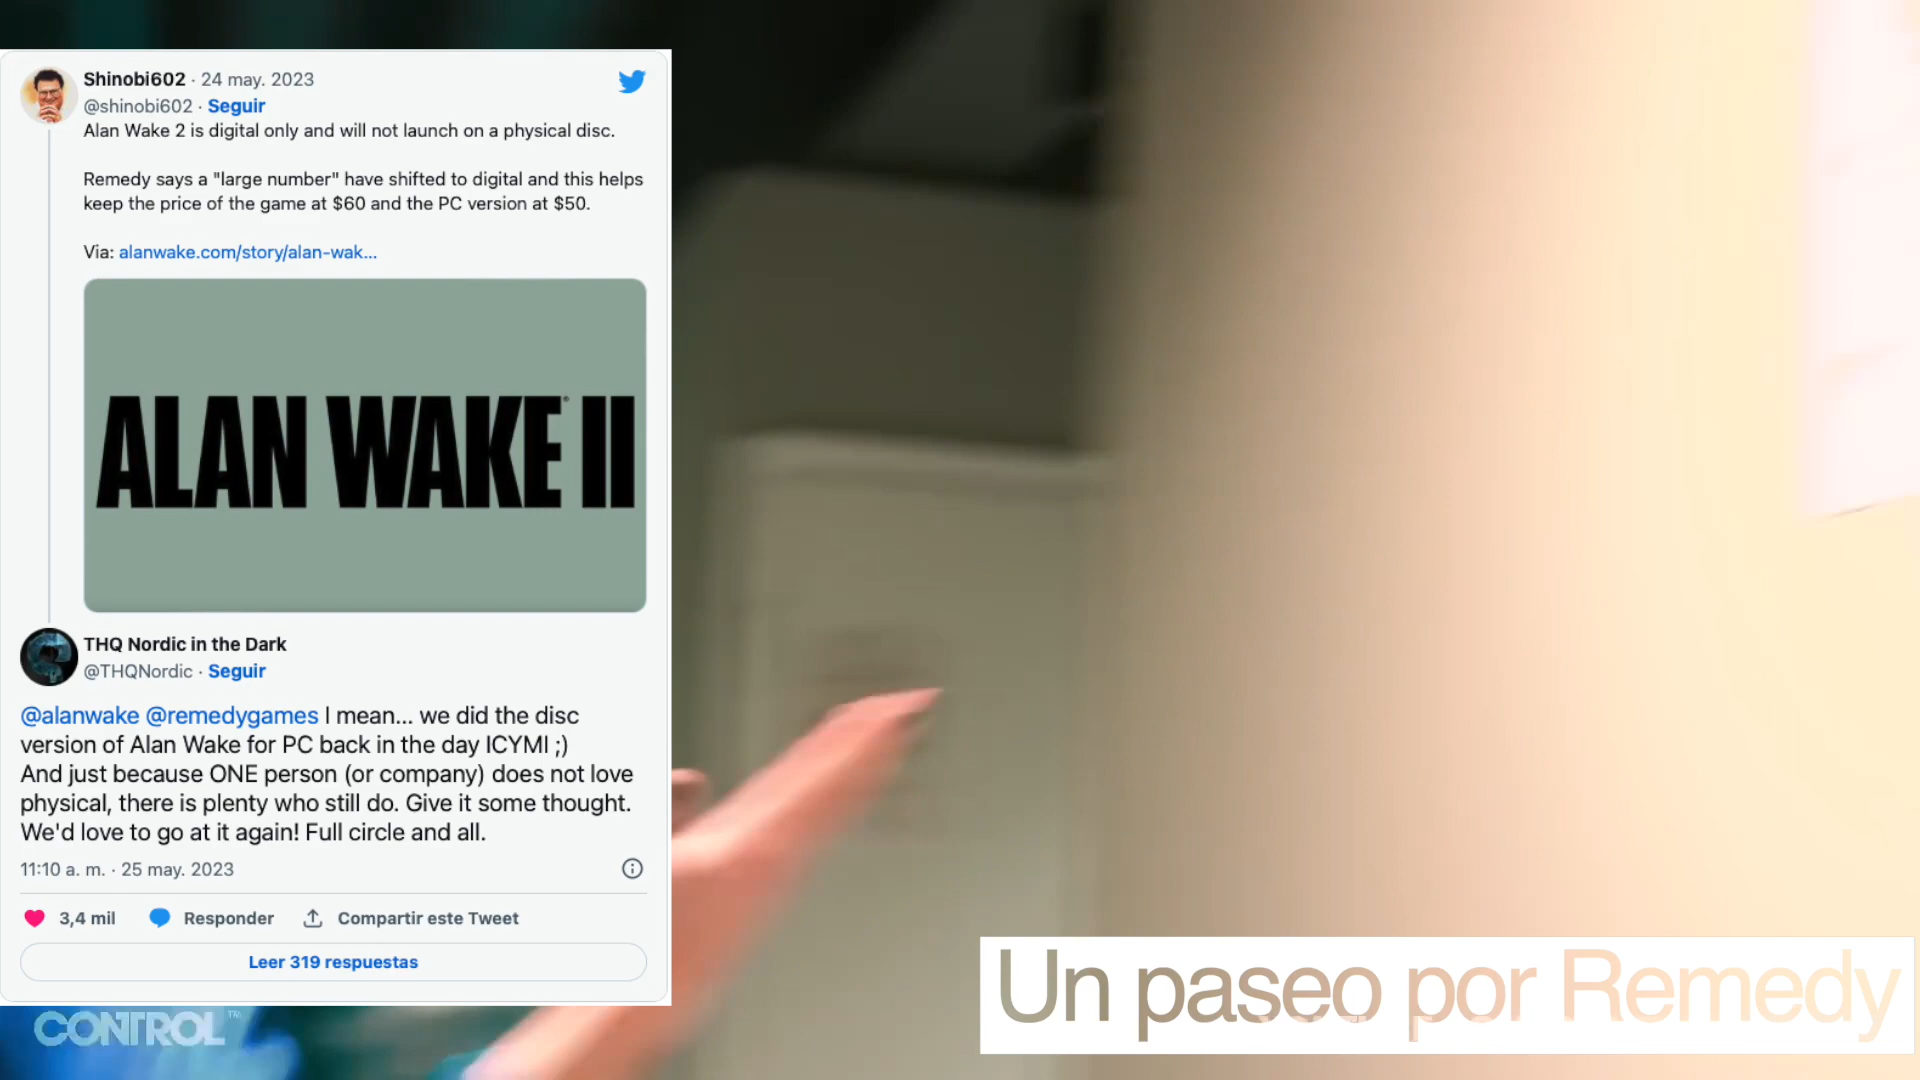 Shinobi602 · 24 may. 2023
@shinobi602 · Seguir
Alan Wake 2 is digital only and will not launch on a physical disc.
Remedy says a "large number" have shifted to digital and this helps
keep the price of the game at $60 and the PC version at $50.
Via: alanwake.com/story/alan-wak...
ALAN WAKE II
THQ Nordic in the Dark
@THQNordic · Seguir
@alanwake @remedygames I mean... we did the disc
version of Alan Wake for PC back in the day ICYMI ;)
And just because ONE person (or company) does not love
physical, there is plenty who still do. Give it some thought.
We'd love to go at it again! Full circle and all.
11:10 a. m. · 25 may. 2023
3,4 mil Responder Compartir este Tweet
Leer 319 respuestas
CONTROL™
Un paseo por Remedy